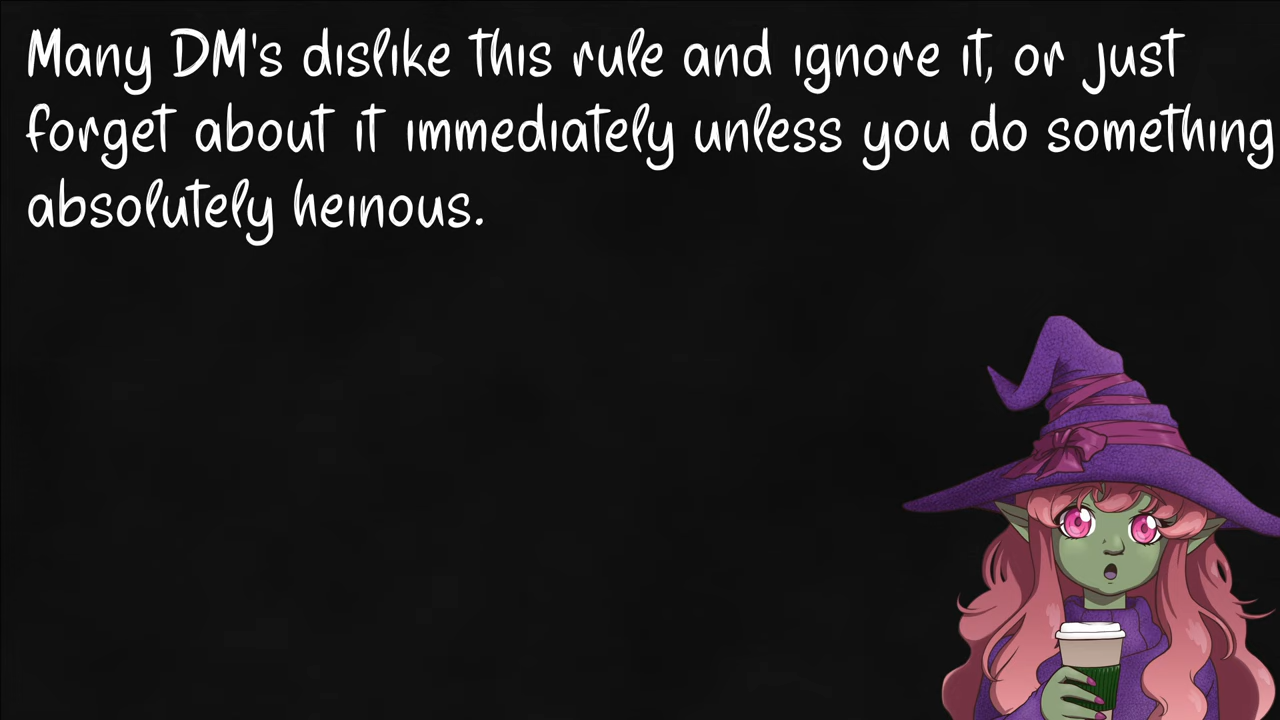 Many DM's dislike this rule and ignore it, or just
forget about it immediately unless you do something
absolutely heinous.